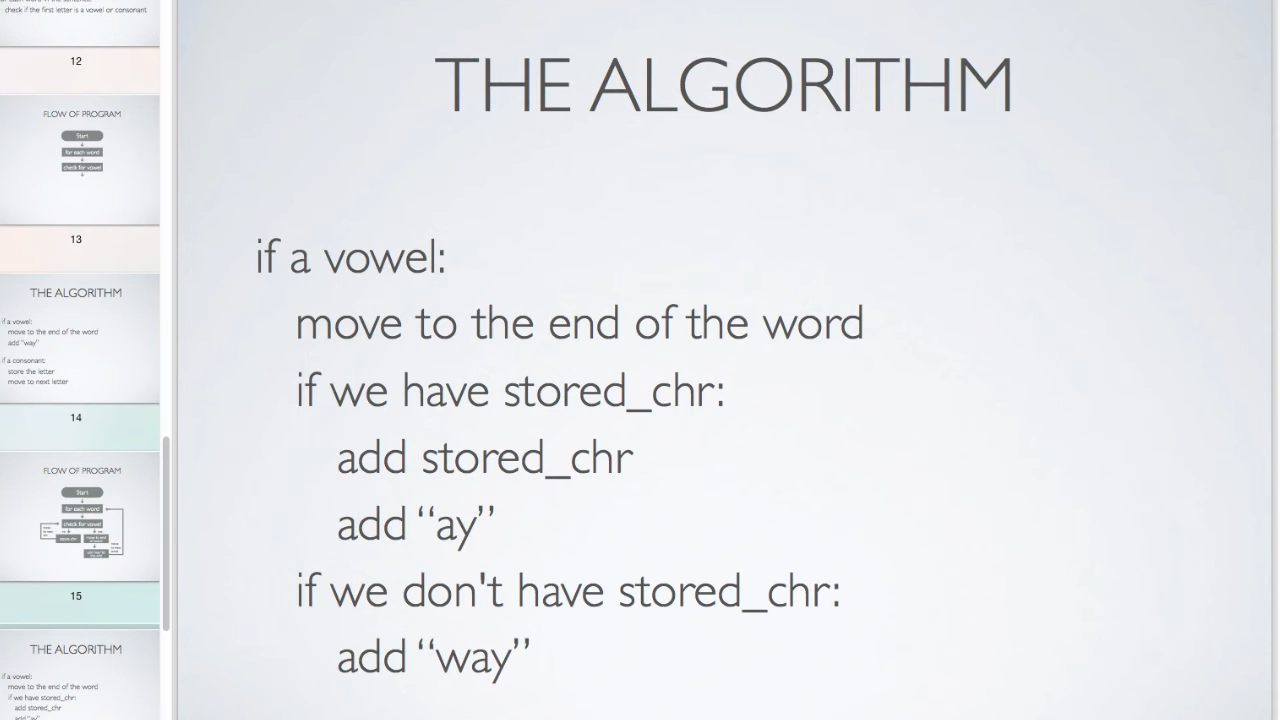 check if the first letter is a vowel or consonant
12
FLOW OF PROGRAM
Start
for each word
check for vowel
13
THE ALGORITHM
if a vowel:
move to the end of the word
add "way"
if a consonant:
store the letter
move to next letter
14
FLOW OF PROGRAM
Start
for each word
check for vowel
15
THE ALGORITHM
if a vowel:
move to the end of the word
if we have stored_chr:
add stored_chr
add "ay"
THE ALGORITHM
if a vowel:
move to the end of the word
if we have stored_chr:
add stored_chr
add “ay”
if we don't have stored_chr:
add “way”